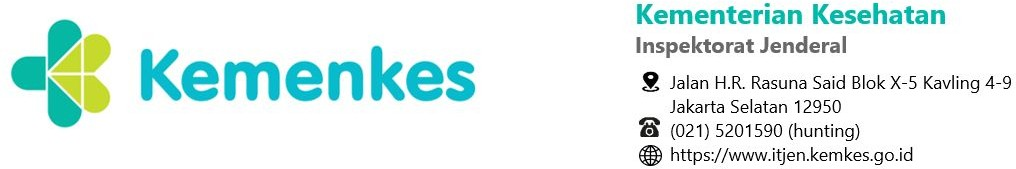 Kemenkes
Kementerian Kesehatan
Inspektorat Jenderal
Jalan H.R. Rasuna Said Blok X-5 Kavling 4-9
Jakarta Selatan 12950
(021) 5201590 (hunting)
https://www.itjen.kemkes.go.id